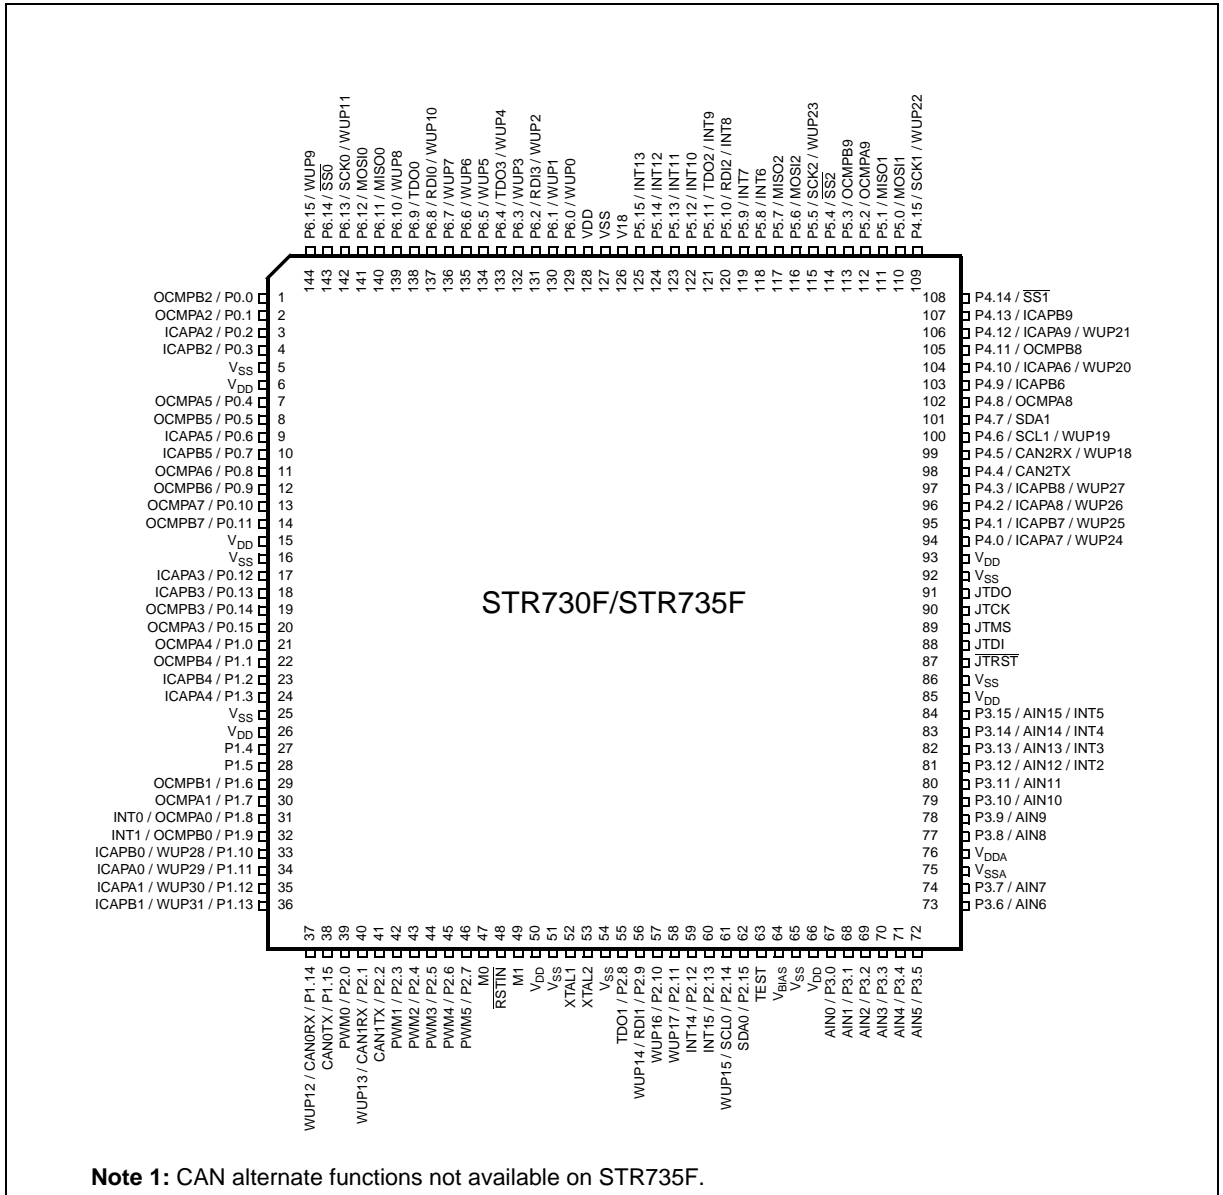 P6.15 / WUP9
P6.14 / SS0
P6.13 / SCK0 / WUP11
P6.12 / MOSI0
P6.11 / MISO0
P6.10 / WUP8
P6.9 / TDO0
P6.8 / RDI0 / WUP10
P6.7 / WUP7
P6.6 / WUP6
P6.5 / WUP5
P6.4 / TDO3 / WUP4
P6.3 / WUP3
P6.2 / RDI3 / WUP2
P6.1 / WUP1
P6.0 / WUP0
VDD
VSS
V18
P5.15 / INT13
P5.14 / INT12
P5.13 / INT11
P5.12 / INT10
P5.11 / TDO2 / INT9
P5.10 / RDI2 / INT8
P5.9 / INT7
P5.8 / INT6
P5.7 / MISO2
P5.6 / MOSI2
P5.5 / SCK2 / WUP23
P5.4 / SS2
P5.3 / OCMPB9
P5.2 / OCMPA9
P5.1 / MISO1
P5.0 / MOSI1
P4.15 / SCK1 / WUP22
144 143 142 141 140 139 138 137 136 135 134 133 132 131 130 129 128 127 126 125 124 123 122 121 120 119 118 117 116 115 114 113 112 111 110 109
OCMPB2 / P0.0 1
OCMPA2 / P0.1 2
ICAPA2 / P0.2 3
ICAPB2 / P0.3 4
VSS 5
VDD 6
OCMPA5 / P0.4 7
OCMPB5 / P0.5 8
ICAPA5 / P0.6 9
ICAPB5 / P0.7 10
OCMPA6 / P0.8 11
OCMPB6 / P0.9 12
OCMPA7 / P0.10 13
OCMPB7 / P0.11 14
VDD 15
VSS 16
ICAPA3 / P0.12 17
ICAPB3 / P0.13 18
OCMPB3 / P0.14 19
OCMPA3 / P0.15 20
OCMPA4 / P1.0 21
OCMPB4 / P1.1 22
ICAPB4 / P1.2 23
ICAPA4 / P1.3 24
VSS 25
VDD 26
P1.4 27
P1.5 28
OCMPB1 / P1.6 29
OCMPA1 / P1.7 30
INT0 / OCMPA0 / P1.8 31
INT1 / OCMPB0 / P1.9 32
ICAPB0 / WUP28 / P1.10 33
ICAPA0 / WUP29 / P1.11 34
ICAPA1 / WUP30 / P1.12 35
ICAPB1 / WUP31 / P1.13 36
STR730F/STR735F
108 P4.14 / SS1
107 P4.13 / ICAPB9
106 P4.12 / ICAPA9 / WUP21
105 P4.11 / OCMPB8
104 P4.10 / ICAPA6 / WUP20
103 P4.9 / ICAPB6
102 P4.8 / OCMPA8
101 P4.7 / SDA1
100 P4.6 / SCL1 / WUP19
99 P4.5 / CAN2RX / WUP18
98 P4.4 / CAN2TX
97 P4.3 / ICAPB8 / WUP27
96 P4.2 / ICAPA8 / WUP26
95 P4.1 / ICAPB7 / WUP25
94 P4.0 / ICAPA7 / WUP24
93 VDD
92 VSS
91 JTDO
90 JTCK
89 JTMS
88 JTDI
87 JTRST
86 VSS
85 VDD
84 P3.15 / AIN15 / INT5
83 P3.14 / AIN14 / INT4
82 P3.13 / AIN13 / INT3
81 P3.12 / AIN12 / INT2
80 P3.11 / AIN11
79 P3.10 / AIN10
78 P3.9 / AIN9
77 P3.8 / AIN8
76 VDDA
75 VSSA
74 P3.7 / AIN7
73 P3.6 / AIN6
37 38 39 40 41 42 43 44 45 46 47 48 49 50 51 52 53 54 55 56 57 58 59 60 61 62 63 64 65 66 67 68 69 70 71 72
WUP12 / CAN0RX / P1.14
CAN0TX / P1.15
PWM0 / P2.0
WUP13 / CAN1RX / P2.1
CAN1TX / P2.2
PWM1 / P2.3
PWM2 / P2.4
PWM3 / P2.5
PWM4 / P2.6
PWM5 / P2.7
M0
RSTIN
M1
VDD
VSS
XTAL1
XTAL2
VSS
TDO1 / P2.8
WUP14 / RDI1 / P2.9
WUP16 / P2.10
WUP17 / P2.11
INT14 / P2.12
INT15 / P2.13
WUP15 / SCL0 / P2.14
SDA0 / P2.15
TEST
VBIAS
VSS
VDD
AIN0 / P3.0
AIN1 / P3.1
AIN2 / P3.2
AIN3 / P3.3
AIN4 / P3.4
AIN5 / P3.5
Note 1: CAN alternate functions not available on STR735F.